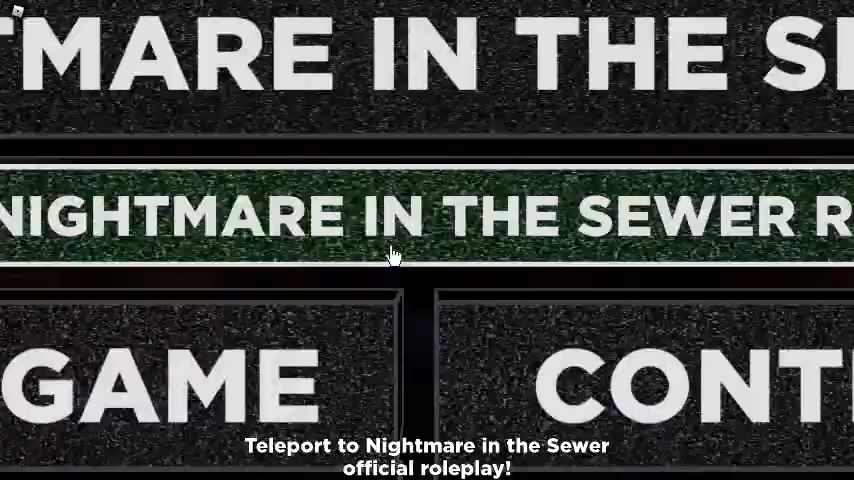 TMARE IN THE S
NIGHTMARE IN THE SEWER R
GAME CONT
Teleport to Nightmare in the Sewer
official roleplay!